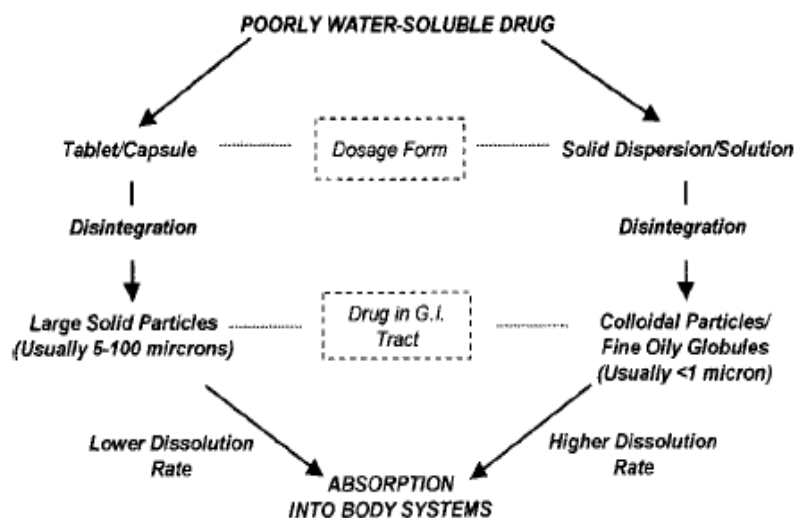 POORLY WATER-SOLUBLE DRUG
Tablet/Capsule
Dosage Form
Solid Dispersion/Solution
Disintegration
Disintegration
Large Solid Particles
(Usually 5-100 mircrons)
Drug in G.I.
Tract
Colloidal Particles/
Fine Oily Globules
(Usually <1 micron)
Lower Dissolution
Rate
Higher Dissolution
Rate
ABSORPTION
INTO BODY SYSTEMS